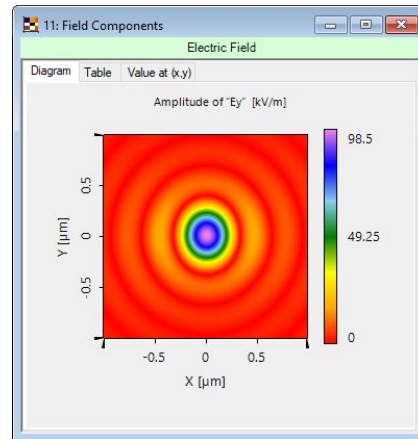 11: Field Components
Electric Field
Diagram Table Value at (x,y)
Amplitude of "Ey" [kV/m]
98.5
0.5
Y [µm]
0
49.25
-0.5
0
-0.5 0 0.5
X [µm]